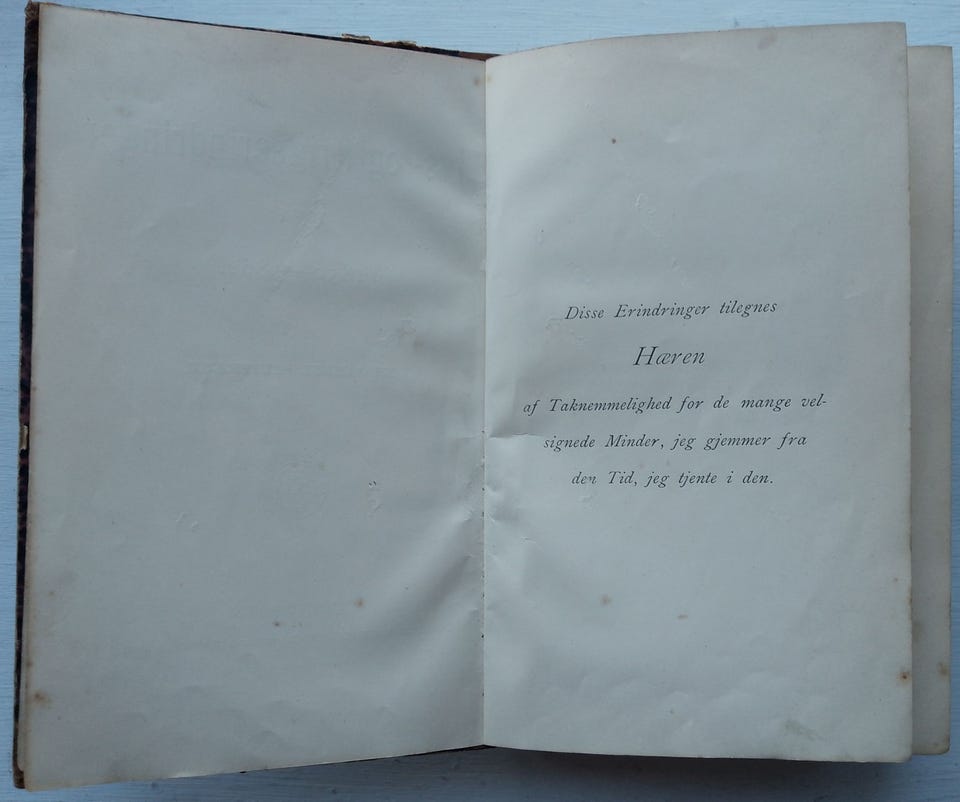 Disse Erindringer tilegnes
Hæren
af Taknemmelighed for de mange vel-
signede Minder, jeg gjemmer fra
den Tid, jeg tjente i den.